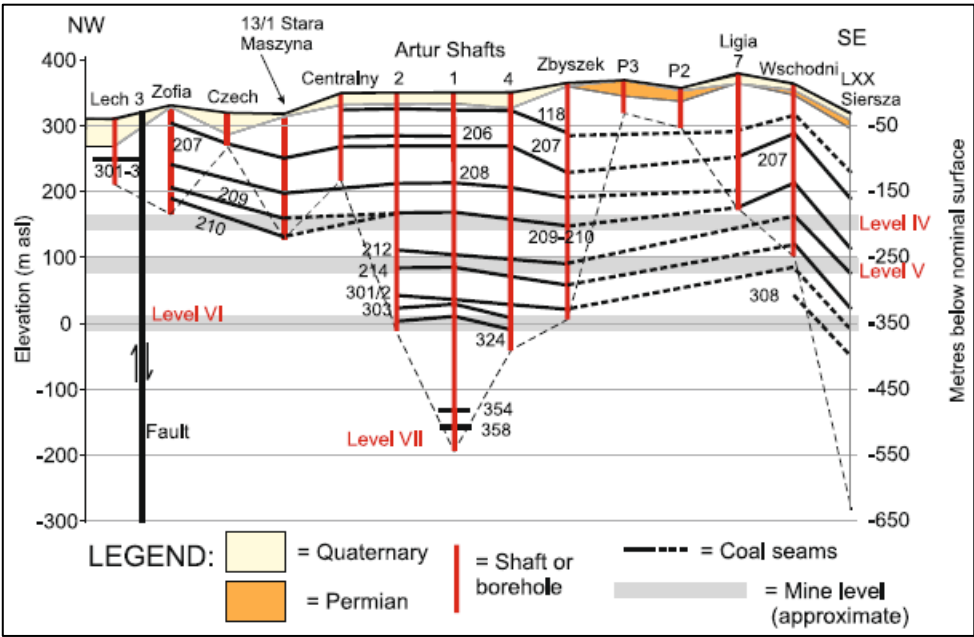 NW
13/1 Stara
Maszyna
Artur Shafts
Ligia
SE
Lech 3
Zofia
Czech
Centralny
2
1
4
Zbyszek
P3
P2
7
Wschodni
LXX
Siersza
400
300
200
100
0
-100
-200
-300
Elevation (m asl)
-50
-150
-250
-350
-450
-550
-650
Metres below nominal surface
207
301-3
209
210
206
208
118
207
207
209-210
212
214
301/2
303
324
308
354
358
Level IV
Level V
Level VI
Level VII
Fault
LEGEND:
= Quaternary
= Permian
= Shaft or
borehole
= Coal seams
= Mine level
(approximate)